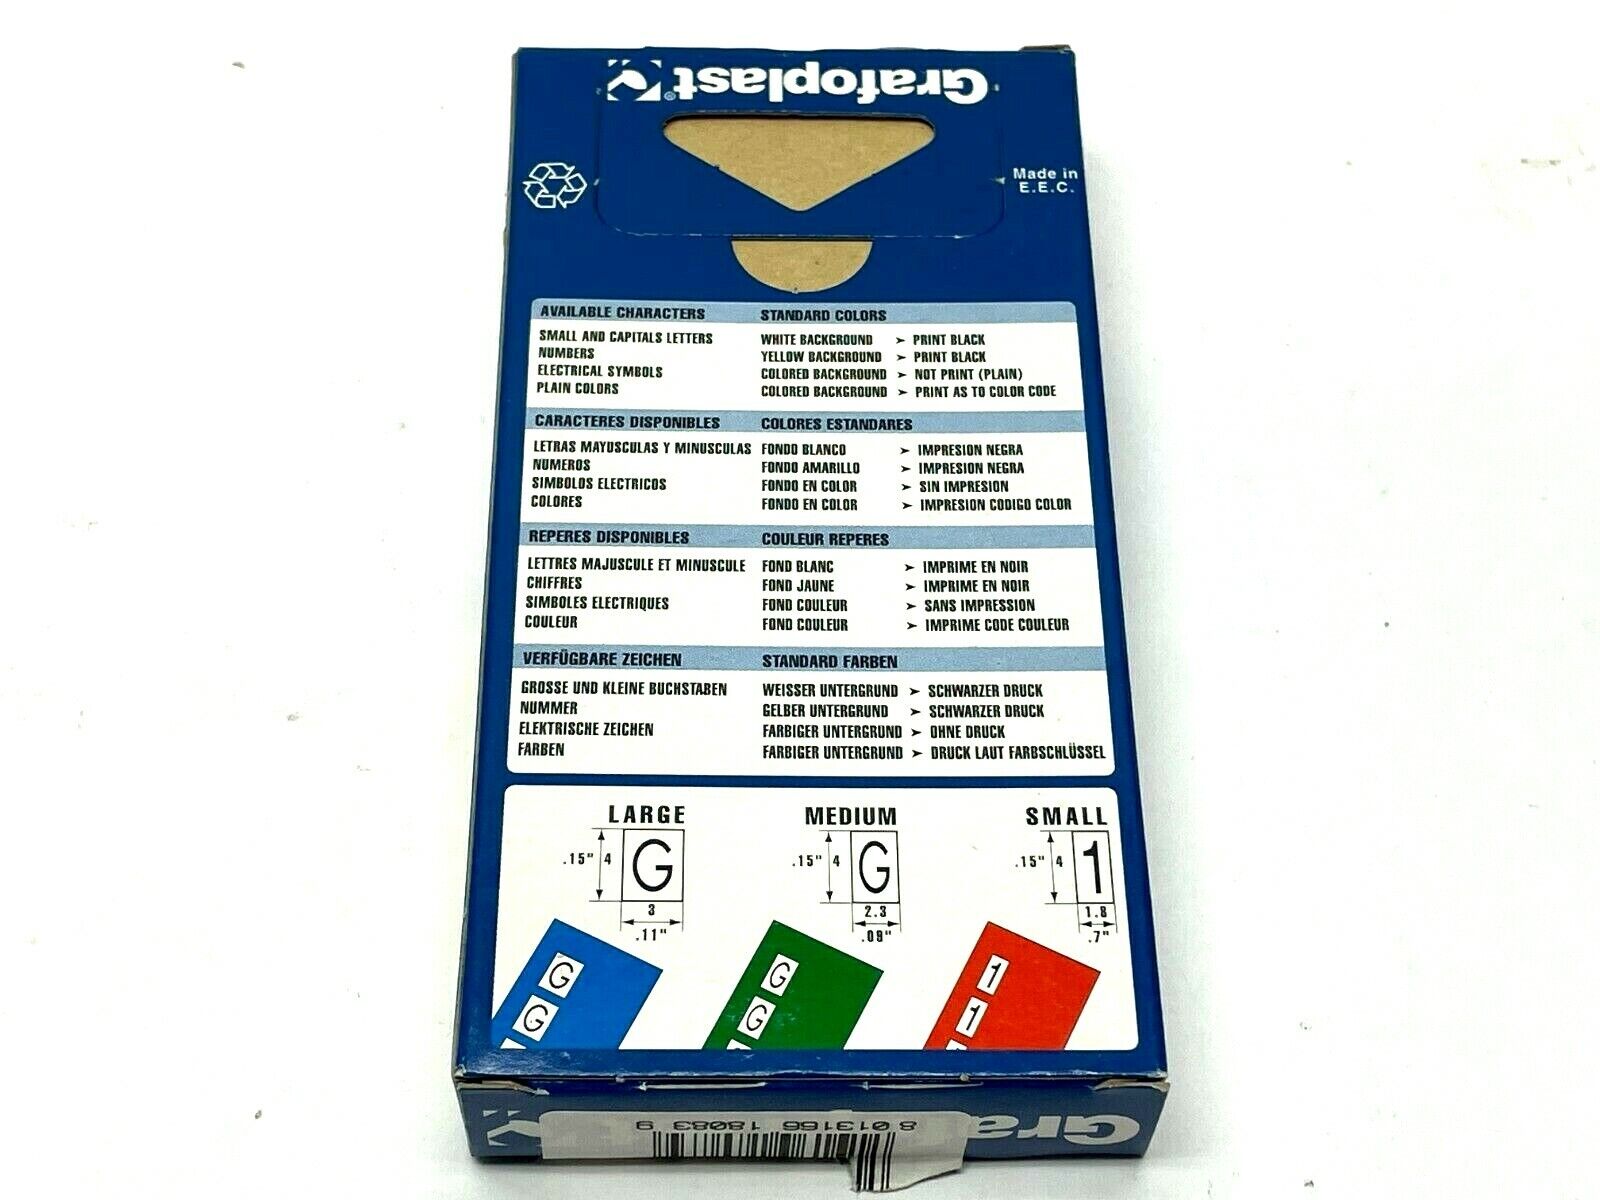 Grafoplast®
Made in
E.E.C.
AVAILABLE CHARACTERS STANDARD COLORS
SMALL AND CAPITALS LETTERS WHITE BACKGROUND ➤ PRINT BLACK
NUMBERS YELLOW BACKGROUND ➤ PRINT BLACK
ELECTRICAL SYMBOLS COLORED BACKGROUND ➤ NOT PRINT (PLAIN)
PLAIN COLORS COLORED BACKGROUND ➤ PRINT AS TO COLOR CODE
CARACTERES DISPONIBLES COLORES ESTANDARES
LETRAS MAYUSCULAS Y MINUSCULAS FONDO BLANCO ➤ IMPRESION NEGRA
NUMEROS FONDO AMARILLO ➤ IMPRESION NEGRA
SIMBOLOS ELECTRICOS FONDO EN COLOR ➤ SIN IMPRESION
COLORES FONDO EN COLOR ➤ IMPRESION CODIGO COLOR
REPERES DISPONIBLES COULEUR REPERES
LETTRES MAJUSCULE ET MINUSCULE FOND BLANC ➤ IMPRIME EN NOIR
CHIFFRES FOND JAUNE ➤ IMPRIME EN NOIR
SIMBOLES ELECTRIQUES FOND COULEUR ➤ SANS IMPRESSION
COULEUR FOND COULEUR ➤ IMPRIME CODE COULEUR
VERFÜGBARE ZEICHEN STANDARD FARBEN
GROSSE UND KLEINE BUCHSTABEN WEISSER UNTERGRUND ➤ SCHWARZER DRUCK
NUMMER GELBER UNTERGRUND ➤ SCHWARZER DRUCK
ELEKTRISCHE ZEICHEN FARBIGER UNTERGRUND ➤ OHNE DRUCK
FARBEN FARBIGER UNTERGRUND ➤ DRUCK LAUT FARBSCHLÜSSEL
LARGE MEDIUM SMALL
.15" 4 G .15" 4 G .15" 4 1
3 2.3 1.8
.11" .09" .7"
G G 1
G G 1
Gra
8 013166 18083 9